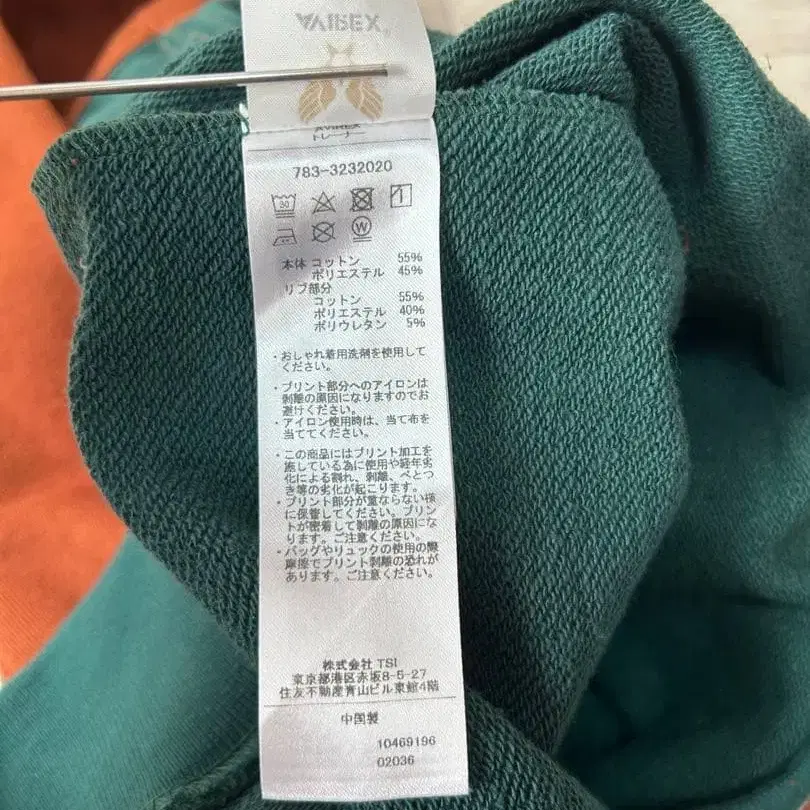 AVIREX
トレーナー
783-3232020
30
W
本体 コットン 55%
ポリエステル 45%
リブ部分
コットン 55%
ポリエステル 40%
ポリウレタン 5%
・おしゃれ着用洗剤を使用して
ください。
・プリント部分へのアイロンは
剥離の原因になりますのでお
避けください。
・アイロン使用時は、当て布を
当ててください。
・この商品にはプリント加工を
施している為に使用や経年劣
化による割れ、剥離、べとつ
き等の劣化が起こります。
・プリント部分が重ならない様
に保管してください。プリン
トが密着して剥離の原因にな
ります。ご注意ください。
・バッグやリュックの使用の際
摩擦でプリント剥離の恐れが
あります。ご注意ください。
株式会社 TSI
東京都港区赤坂8-5-27
住友不動産青山ビル東館4階
中国製
10469196
02036